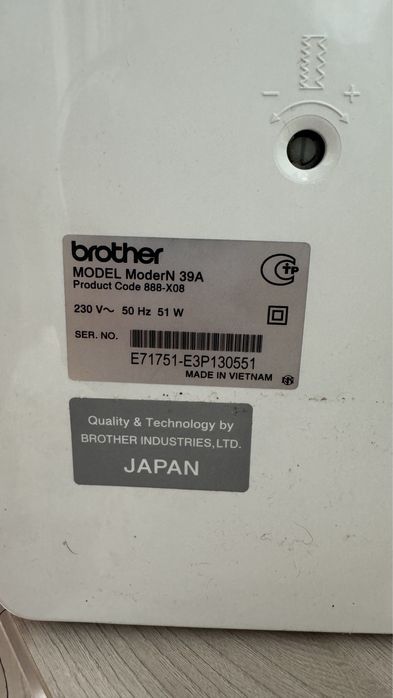 − +
brother
MODEL ModerN 39A
Product Code 888-X08
230 V~ 50 Hz 51 W
SER. NO.
E71751-E3P130551
MADE IN VIETNAM
Quality & Technology by
BROTHER INDUSTRIES,LTD.
JAPAN